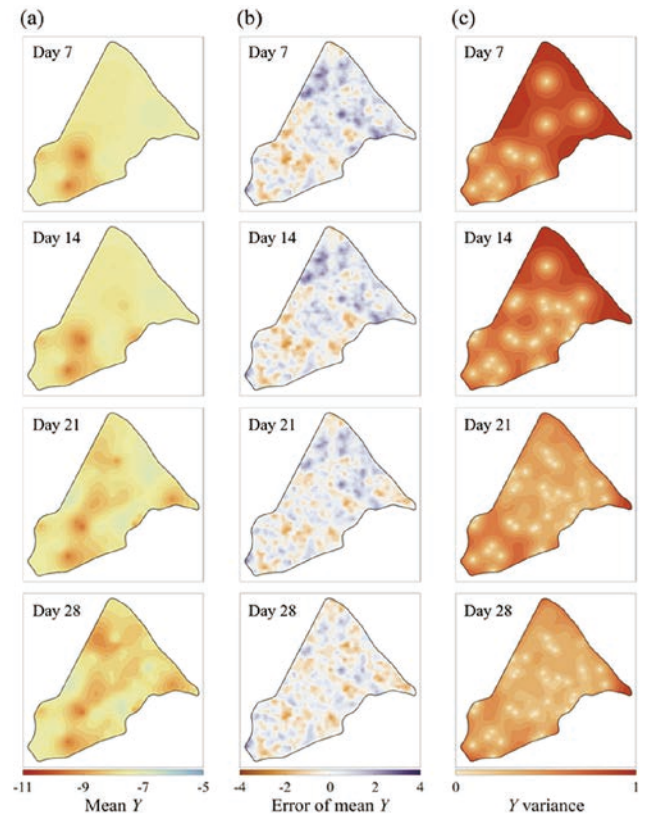 (a) (b) (c)
Day 7 Day 7 Day 7
Day 14 Day 14 Day 14
Day 21 Day 21 Day 21
Day 28 Day 28 Day 28
-11 -9 -7 -5 -4 -2 0 2 4 0 1
Mean Y Error of mean Y Y variance